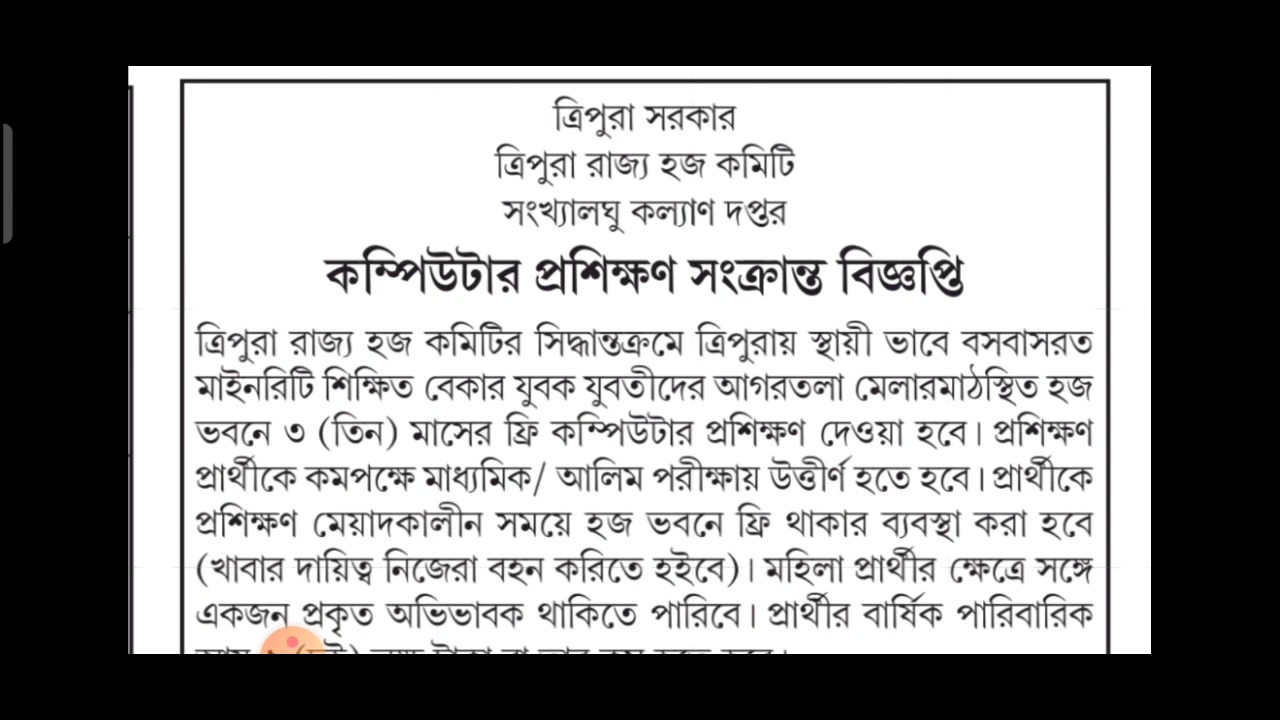 ত্রিপুরা সরকার
ত্রিপুরা রাজ্য হজ কমিটি
সংখ্যালঘু কল্যাণ দপ্তর
কম্পিউটার প্রশিক্ষণ সংক্রান্ত বিজ্ঞপ্তি
ত্রিপুরা রাজ্য হজ কমিটির সিদ্ধান্তক্রমে ত্রিপুরায় স্থায়ী ভাবে বসবাসরত
মাইনরিটি শিক্ষিত বেকার যুবক যুবতীদের আগরতলা মেলারমাঠস্থিত হজ
ভবনে ৩ (তিন) মাসের ফ্রি কম্পিউটার প্রশিক্ষণ দেওয়া হবে। প্রশিক্ষণ
প্রার্থীকে কমপক্ষে মাধ্যমিক/ আলিম পরীক্ষায় উত্তীর্ণ হতে হবে। প্রার্থীকে
প্রশিক্ষণ মেয়াদকালীন সময়ে হজ ভবনে ফ্রি থাকার ব্যবস্থা করা হবে
(খাবার দায়িত্ব নিজেরা বহন করিতে হইবে)। মহিলা প্রার্থীর ক্ষেত্রে সঙ্গে
একজন প্রকৃত অভিভাবক থাকিতে পারিবে। প্রার্থীর বার্ষিক পারিবারিক